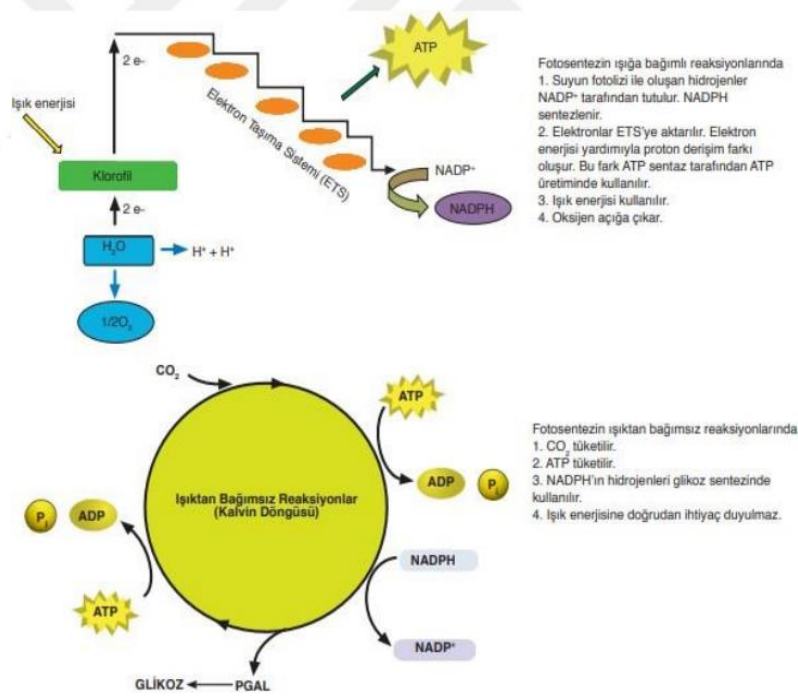 ATP
2 e-
Işık enerjisi
Elektron Taşıma Sistemi (ETS)
Klorofil
NADP⁺
NADPH
2 e-
H₂O
H⁺ + H⁺
1/2O₂
Fotosentezin ışığa bağımlı reaksiyonlarında
1. Suyun fotolizi ile oluşan hidrojenler
NADP⁺ tarafından tutulur. NADPH
sentezlenir.
2. Elektronlar ETS'ye aktarılır. Elektron
enerjisi yardımıyla proton derişim farkı
oluşur. Bu fark ATP sentaz tarafından ATP
üretiminde kullanılır.
3. Işık enerjisi kullanılır.
4. Oksijen açığa çıkar.
CO₂
ATP
ADP
Pᵢ
Işıktan Bağımsız Reaksiyonlar
(Kalvin Döngüsü)
Pᵢ
ADP
ATP
NADPH
NADP⁺
GLİKOZ
PGAL
Fotosentezin ışıktan bağımsız reaksiyonlarında
1. CO₂ tüketilir.
2. ATP tüketilir.
3. NADPH'ın hidrojenleri glikoz sentezinde
kullanılır.
4. Işık enerjisine doğrudan ihtiyaç duyulmaz.